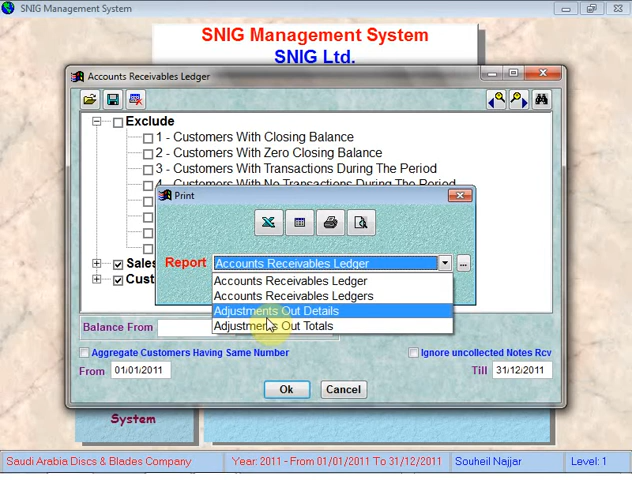 SNIG Management System
SNIG Management System
SNIG Ltd.
Accounts Receivables Ledger
Exclude
1 - Customers With Closing Balance
2 - Customers With Zero Closing Balance
3 - Customers With Transactions During The Period
4 - Customers With No Transactions During The Period
Print
Report
Accounts Receivables Ledger
...
Accounts Receivables Ledger
Accounts Receivables Ledgers
Adjustments Out Details
Adjustments Out Totals
Sales
Cust
Balance From
Aggregate Customers Having Same Number
Ignore uncollected Notes Rcv
From 01/01/2011
Till 31/12/2011
Ok
Cancel
System
Saudi Arabia Discs & Blades Company
Year: 2011 - From 01/01/2011 To 31/12/2011
Souheil Najjar
Level: 1